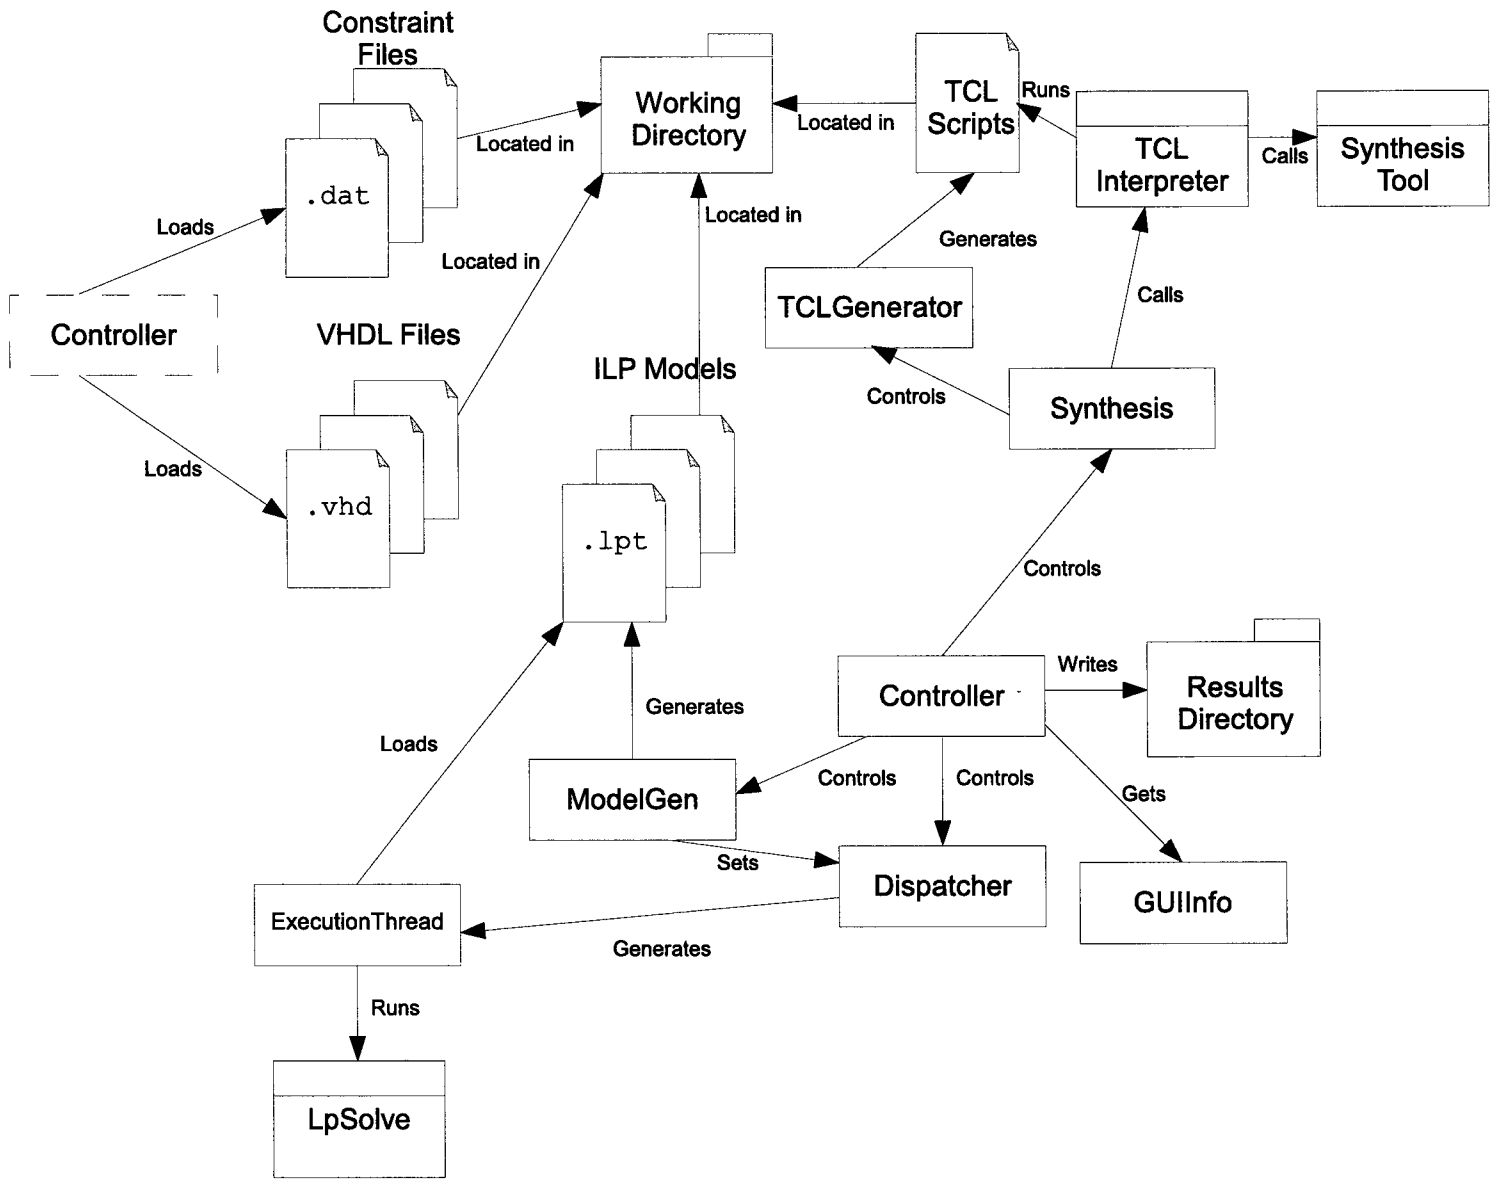 Constraint
Files
Working
Directory
TCL
Scripts
Runs
TCL
Interpreter
Calls
Synthesis
Tool
Located in
Located in
.dat
Loads
Located in
Located in
Generates
Controller
VHDL Files
TCLGenerator
Calls
ILP Models
Controls
Synthesis
Loads
.vhd
.lpt
Controls
Writes
Results
Directory
Controller
Generates
Loads
ModelGen
Controls
Controls
Gets
Sets
Dispatcher
GUIInfo
ExecutionThread
Generates
Runs
LpSolve